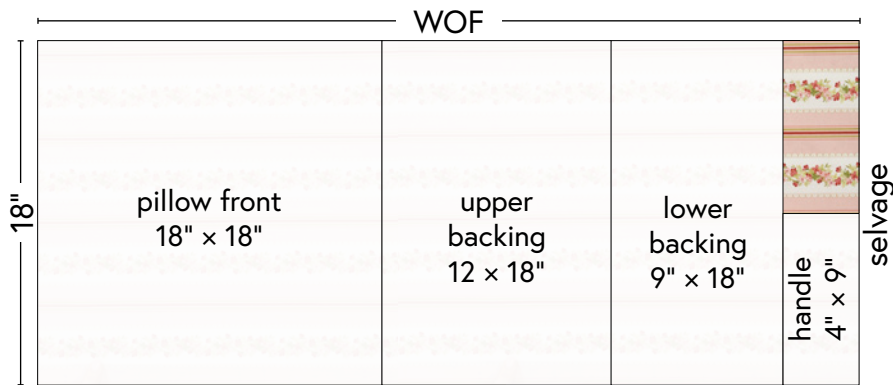 WOF
18"
pillow front
18" × 18"
upper
backing
12 × 18"
lower
backing
9" × 18"
handle
4" × 9"
selvage